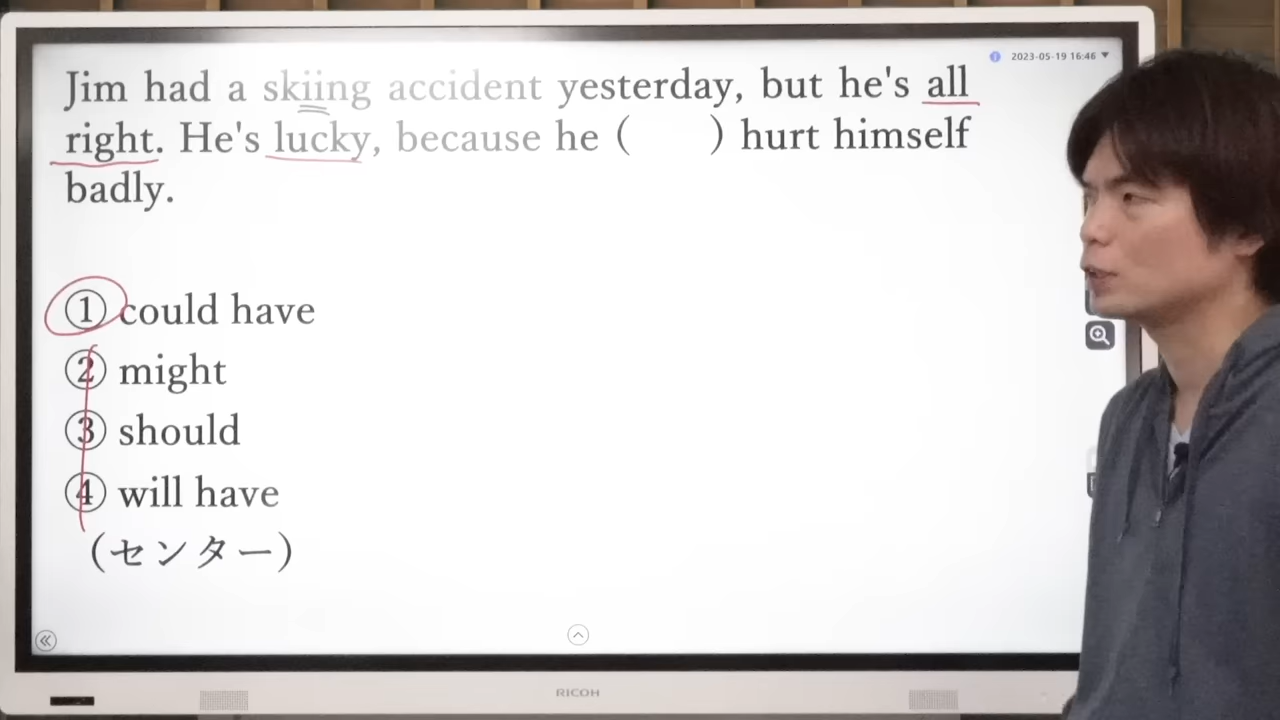 2023-05-19 16:46
Jim had a skiing accident yesterday, but he's all
right. He's lucky, because he ( ) hurt himself
badly.
① could have
② might
③ should
④ will have
(センター)
RICOH